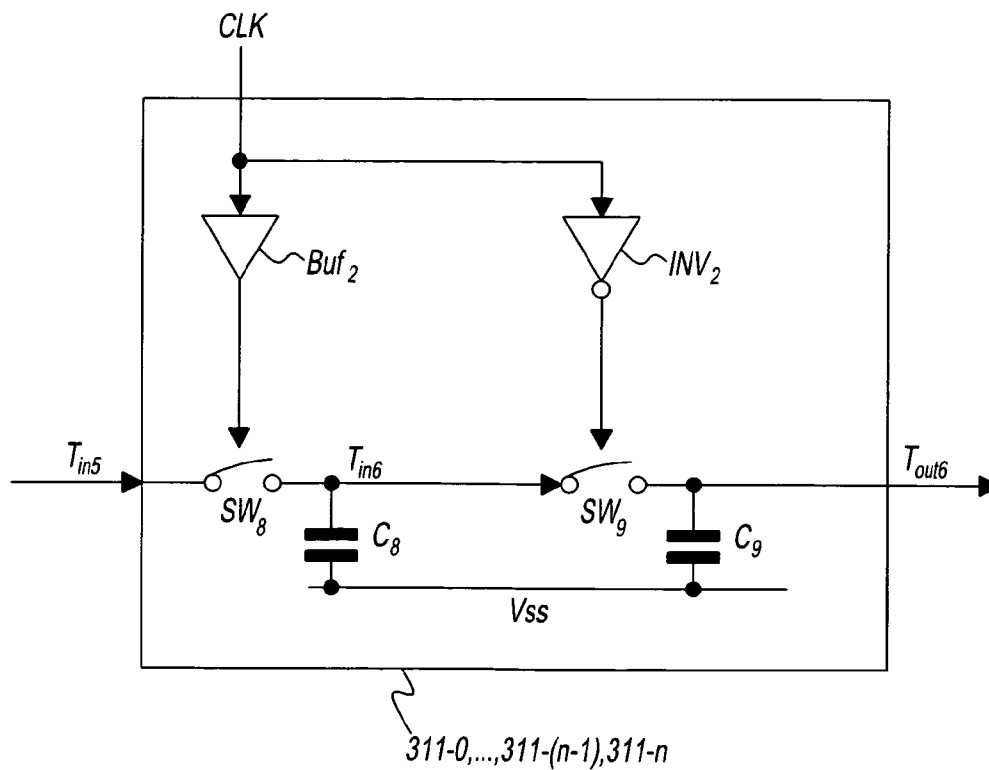 CLK
Buf2
INV2
Tin5
Tin6
Tout6
SW8
SW9
C8
C9
Vss
311-0,...,311-(n-1),311-n